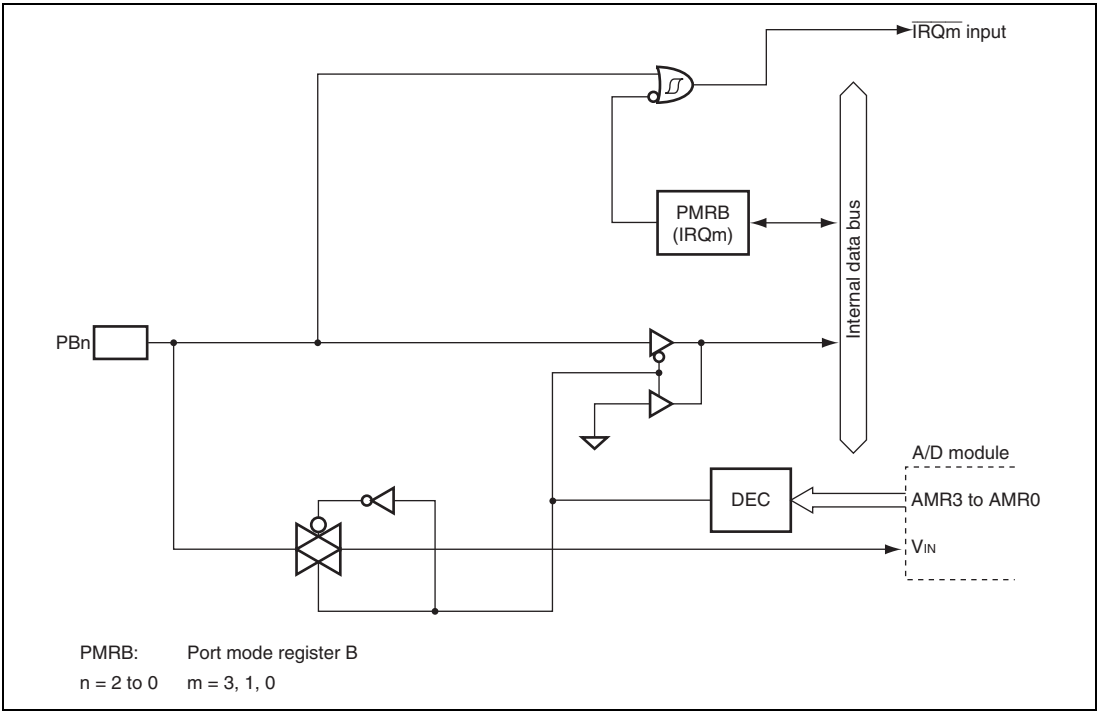 IRQm input
PMRB
(IRQm)
Internal data bus
PBn
A/D module
DEC
AMR3 to AMR0
VIN
PMRB: Port mode register B
n = 2 to 0 m = 3, 1, 0